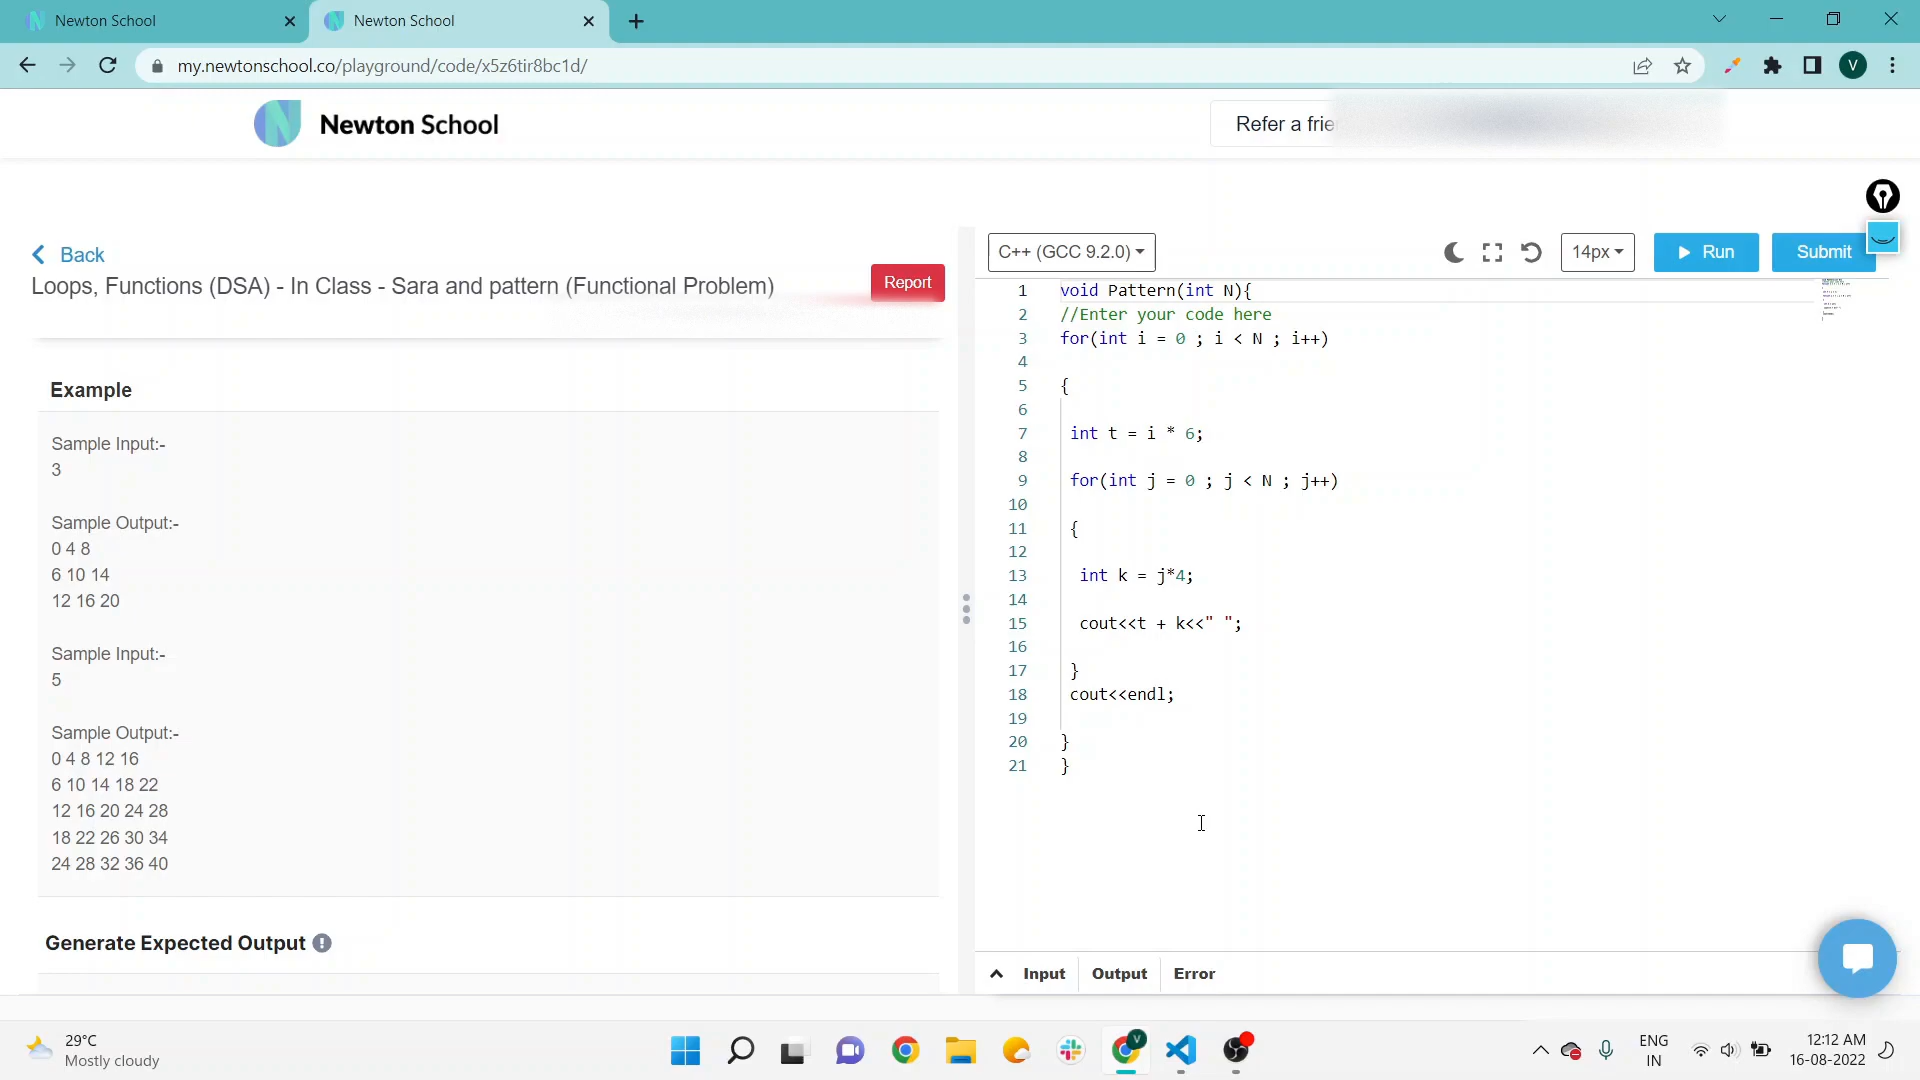 Newton School
Newton School
my.newtonschool.co/playground/code/x5z6tir8bc1d/
V
Newton School
Refer a frie
Back
Loops, Functions (DSA) - In Class - Sara and pattern (Functional Problem)
Report
Example
Sample Input:-
3
Sample Output:-
0 4 8
6 10 14
12 16 20
Sample Input:-
5
Sample Output:-
0 4 8 12 16
6 10 14 18 22
12 16 20 24 28
18 22 26 30 34
24 28 32 36 40
Generate Expected Output
C++ (GCC 9.2.0)
14px
Run
Submit
1 void Pattern(int N){
2 //Enter your code here
3 for(int i = 0 ; i < N ; i++)
4
5 {
6
7 int t = i * 6;
8
9 for(int j = 0 ; j < N ; j++)
10
11 {
12
13 int k = j*4;
14
15 cout<<t + k<<" ";
16
17 }
18 cout<<endl;
19
20 }
21 }
Input Output Error
29°C
Mostly cloudy
V
ENG
IN
12:12 AM
16-08-2022